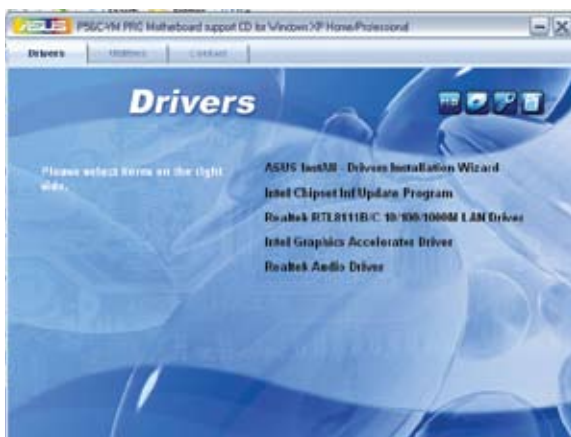 ASUS P5GC-VM PRO Motherboard support CD for Windows XP Home/Professional
Drivers
Utilities
Contact
Drivers
Please select items on the right side.
ASUS InstAll - Drivers Installation Wizard
Intel Chipset Inf Update Program
Realtek RTL8111B/C 10/100/1000M LAN Driver
Intel Graphics Accelerator Driver
Realtek Audio Driver